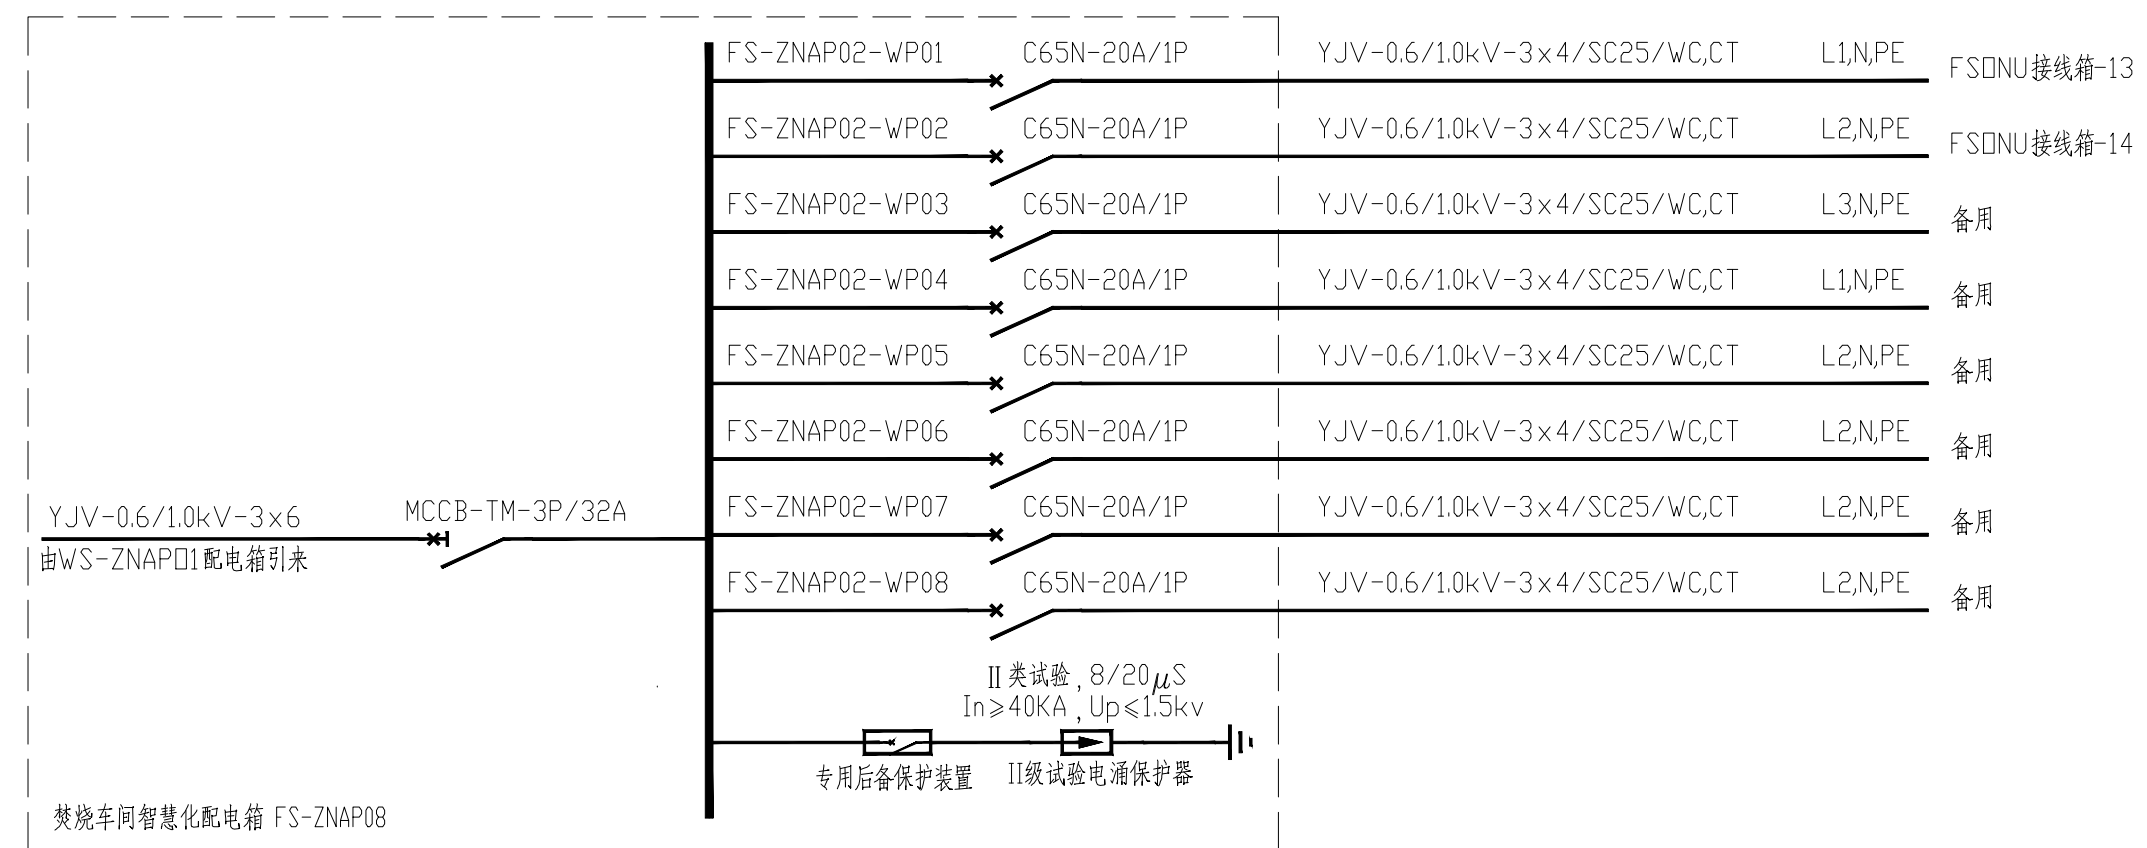 FS-ZNAP02-WP01 C65N-20A/1P YJV-0.6/1.0kV-3x4/SC25/WC,CT L1,N,PE FS□NU接线箱-13
FS-ZNAP02-WP02 C65N-20A/1P YJV-0.6/1.0kV-3x4/SC25/WC,CT L2,N,PE FS□NU接线箱-14
FS-ZNAP02-WP03 C65N-20A/1P YJV-0.6/1.0kV-3x4/SC25/WC,CT L3,N,PE 备用
FS-ZNAP02-WP04 C65N-20A/1P YJV-0.6/1.0kV-3x4/SC25/WC,CT L1,N,PE 备用
FS-ZNAP02-WP05 C65N-20A/1P YJV-0.6/1.0kV-3x4/SC25/WC,CT L2,N,PE 备用
FS-ZNAP02-WP06 C65N-20A/1P YJV-0.6/1.0kV-3x4/SC25/WC,CT L2,N,PE 备用
FS-ZNAP02-WP07 C65N-20A/1P YJV-0.6/1.0kV-3x4/SC25/WC,CT L2,N,PE 备用
YJV-0.6/1.0kV-3x6 MCCB-TM-3P/32A
由WS-ZNAP□1配电箱引来
FS-ZNAP02-WP08 C65N-20A/1P YJV-0.6/1.0kV-3x4/SC25/WC,CT L2,N,PE 备用
II类试验,8/20μS
In≥40KA,Up≤1.5kv
专用后备保护装置 II级试验电涌保护器
焚烧车间智慧化配电箱 FS-ZNAP08